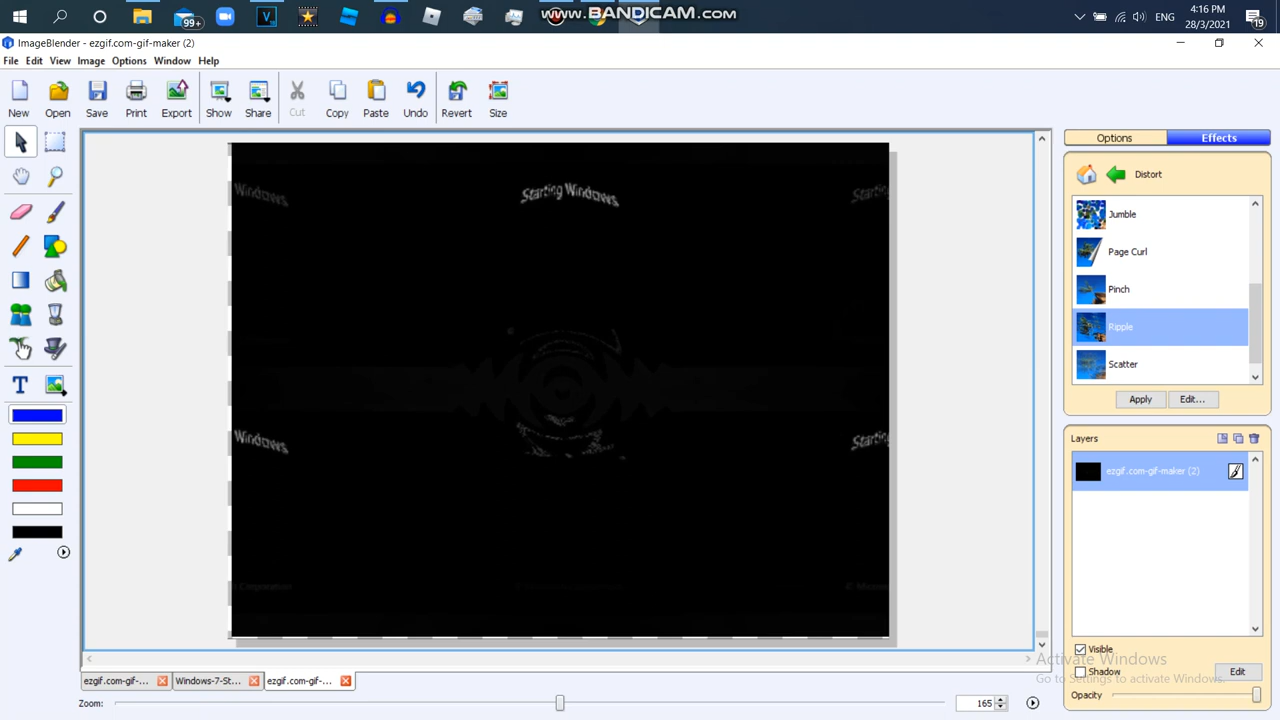 99+
www.BANDICAM.com
ENG
4:16 PM
28/3/2021
19
ImageBlender - ezgif.com-gif-maker (2)
File Edit View Image Options Window Help
New Open Save Print Export Show Share Cut Copy Paste Undo Revert Size
Options Effects
Distort
Jumble
Page Curl
Pinch
Ripple
Scatter
Apply Edit...
Layers
ezgif.com-gif-maker (2)
Windows Starting Windows Starting
Windows Starting
Corporation
© Micros
Visible
Shadow Edit
Opacity
Activate Windows
Go to Settings to activate Windows.
ezgif.com-gif-... Windows-7-St... ezgif.com-gif-...
Zoom: 165
T